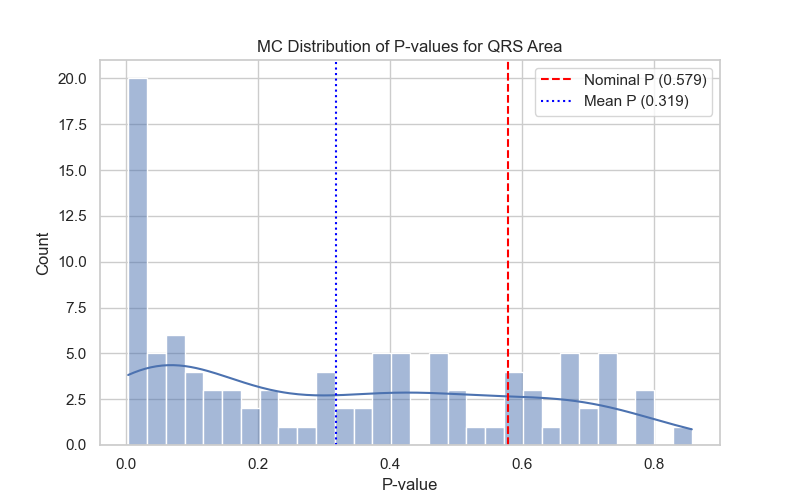 MC Distribution of P-values for QRS Area
Nominal P (0.579)
Mean P (0.319)
20.0
17.5
15.0
12.5
10.0
7.5
5.0
2.5
0.0
Count
0.0 0.2 0.4 0.6 0.8
P-value